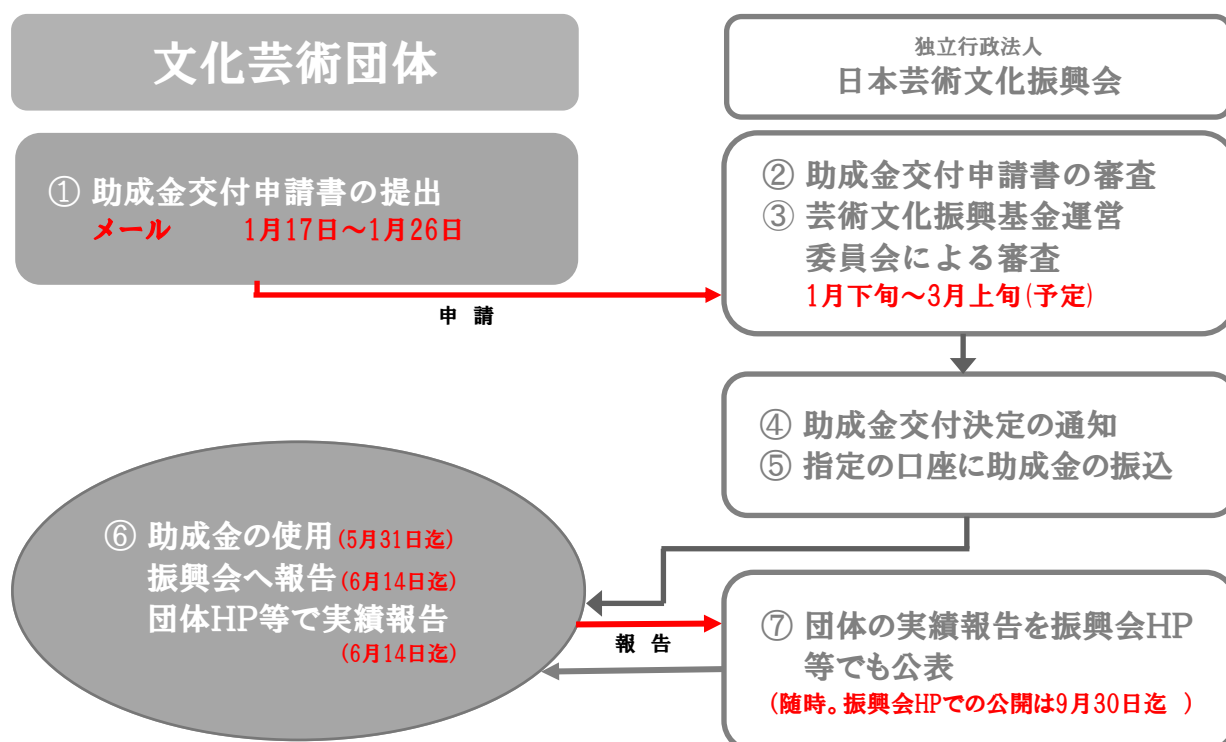 文化芸術団体
独立行政法人
日本芸術文化振興会
① 助成金交付申請書の提出
メール 1月17日～1月26日
申 請
② 助成金交付申請書の審査
③ 芸術文化振興基金運営
委員会による審査
1月下旬～3月上旬(予定)
④ 助成金交付決定の通知
⑤ 指定の口座に助成金の振込
⑥ 助成金の使用(5月31日迄)
振興会へ報告(6月14日迄)
団体HP等で実績報告
(6月14日迄)
報 告
⑦ 団体の実績報告を振興会HP
等でも公表
(随時。振興会HPでの公開は9月30日迄 )